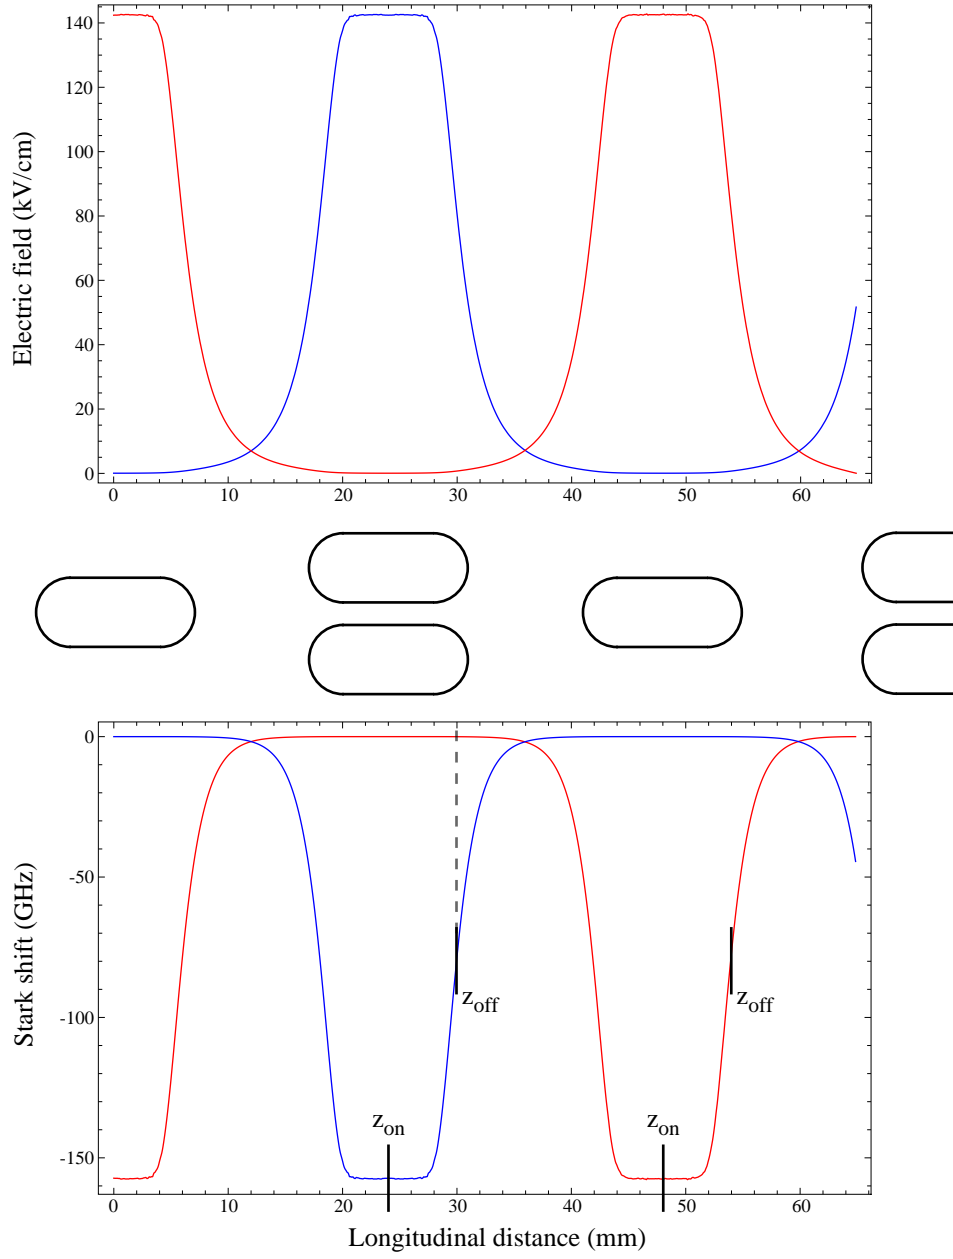 140
120
100
80
60
40
20
0
Electric field (kV/cm)
0 10 20 30 40 50 60
0
-50
-100
-150
Stark shift (GHz)
z_off z_off
z_on z_on
0 10 20 30 40 50 60
Longitudinal distance (mm)